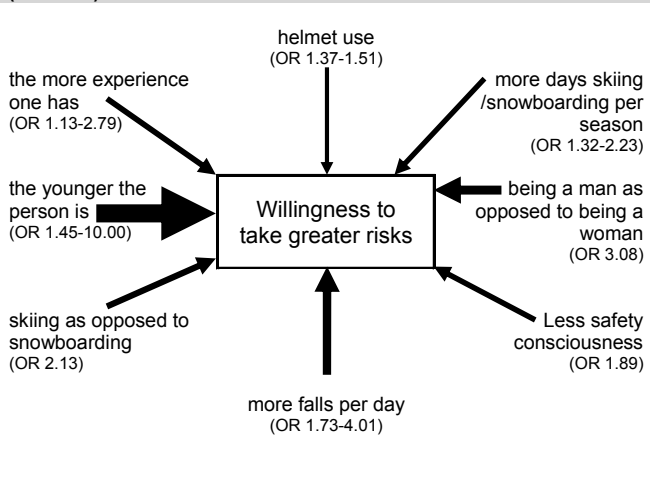 helmet use
(OR 1.37-1.51)
the more experience
one has
(OR 1.13-2.79)
more days skiing
/snowboarding per
season
(OR 1.32-2.23)
the younger the
person is
(OR 1.45-10.00)
Willingness to
take greater risks
being a man as
opposed to being a
woman
(OR 3.08)
skiing as opposed to
snowboarding
(OR 2.13)
Less safety
consciousness
(OR 1.89)
more falls per day
(OR 1.73-4.01)